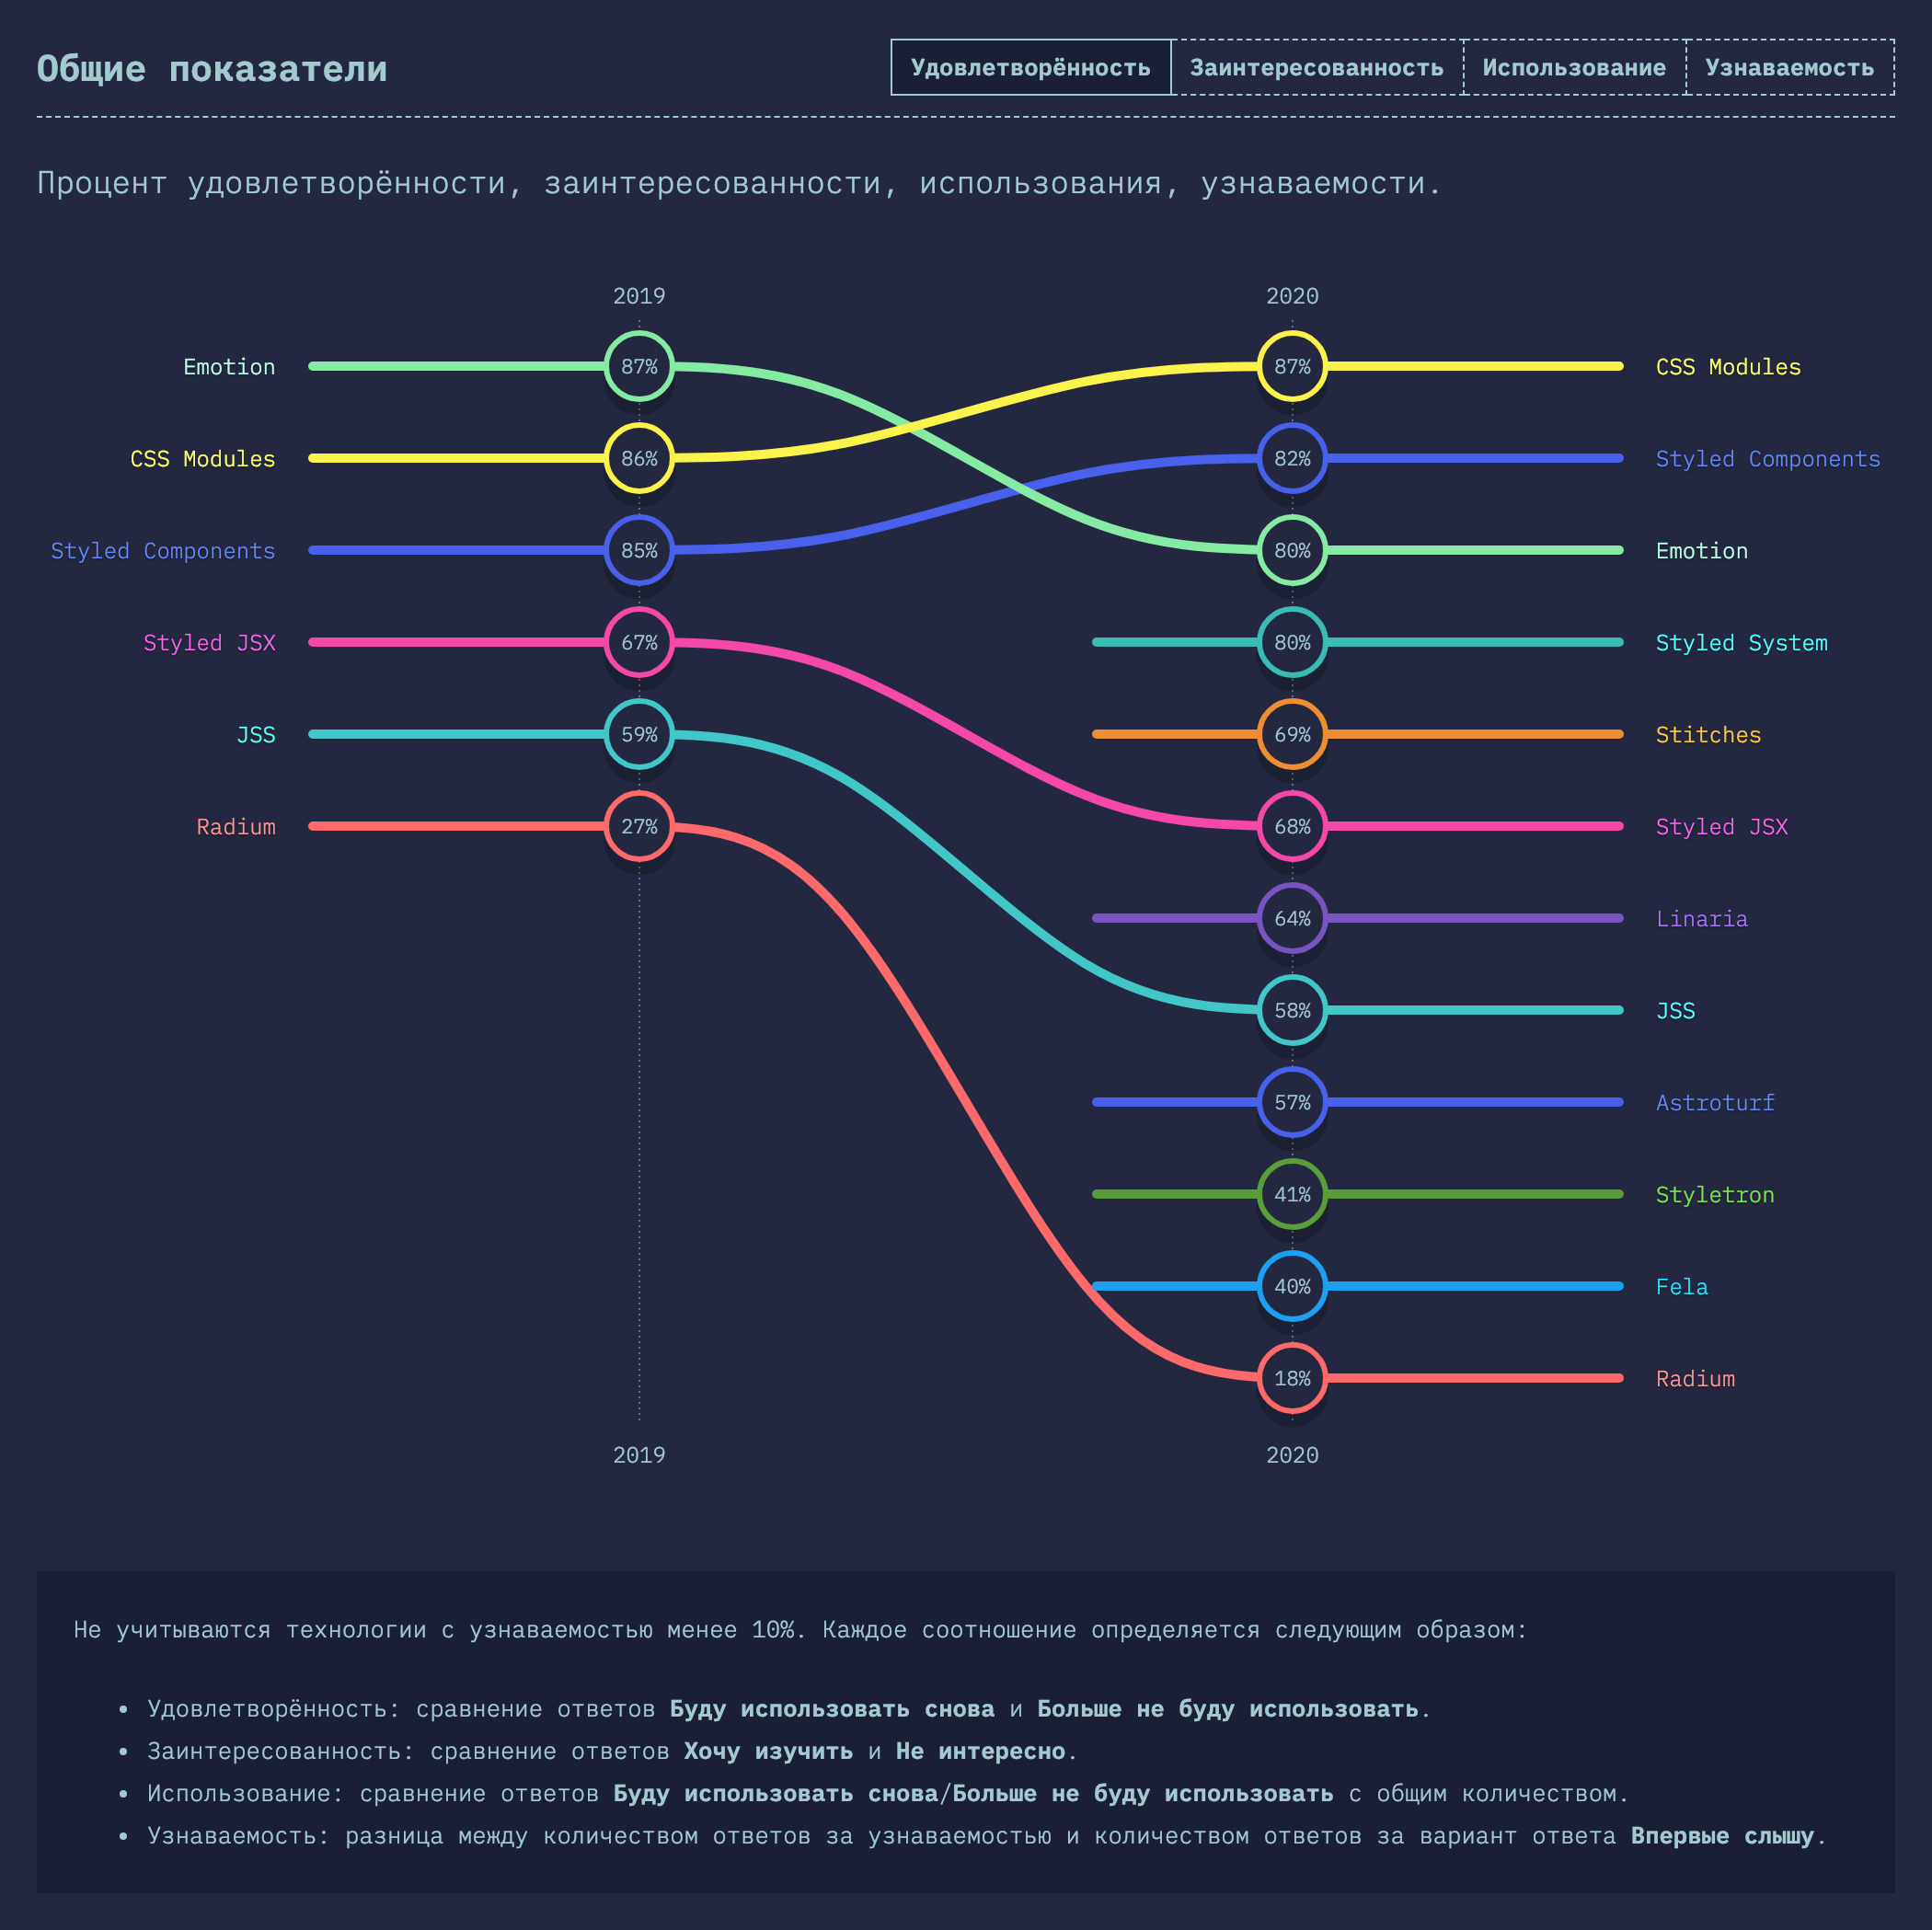 Общие показатели
Удовлетворённость Заинтересованность Использование Узнаваемость
Процент удовлетворённости, заинтересованности, использования, узнаваемости.
2019 2020
Emotion 87% 87% CSS Modules
CSS Modules 86% 82% Styled Components
Styled Components 85% 80% Emotion
Styled JSX 67% 80% Styled System
JSS 59% 69% Stitches
Radium 27% 68% Styled JSX
64% Linaria
58% JSS
57% Astroturf
41% Styletron
40% Fela
18% Radium
2019 2020
Не учитываются технологии с узнаваемостью менее 10%. Каждое соотношение определяется следующим образом:
• Удовлетворённость: сравнение ответов Буду использовать снова и Больше не буду использовать.
• Заинтересованность: сравнение ответов Хочу изучить и Не интересно.
• Использование: сравнение ответов Буду использовать снова/Больше не буду использовать с общим количеством.
• Узнаваемость: разница между количеством ответов за узнаваемостью и количеством ответов за вариант ответа Впервые слышу.